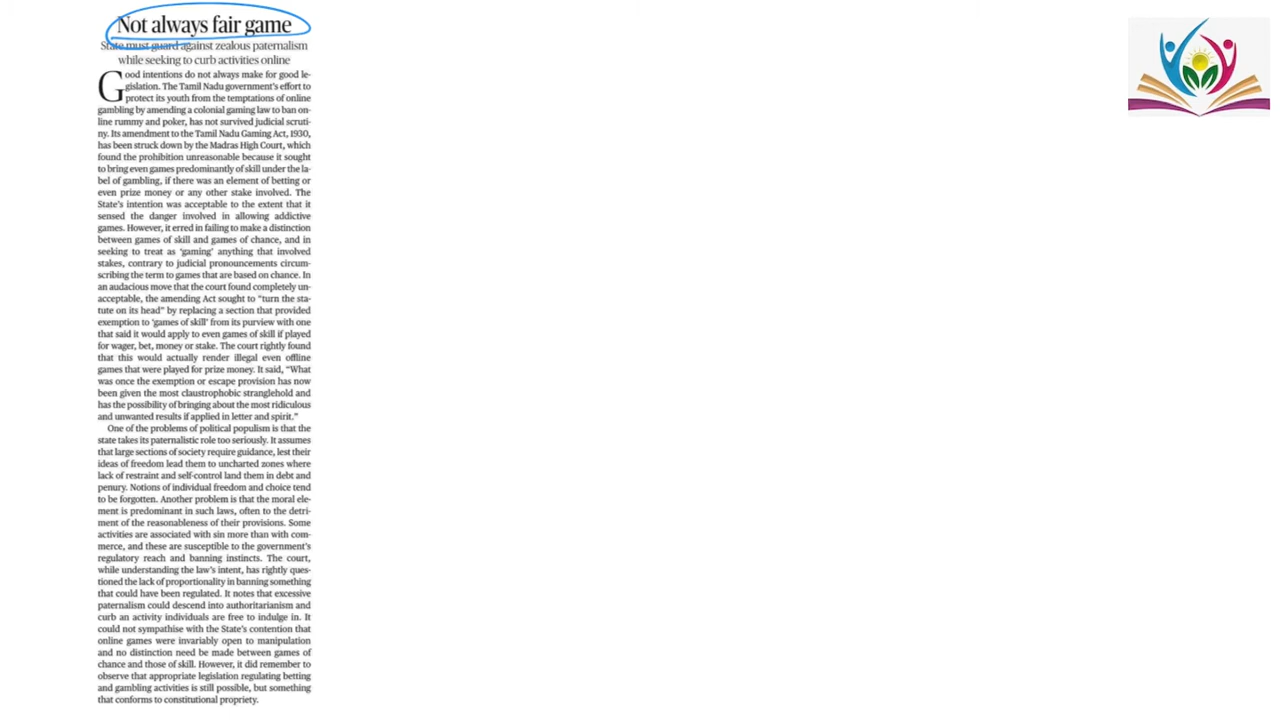 Not always fair game
State must guard against zealous paternalism
while seeking to curb activities online
Good intentions do not always make for good le-
gislation. The Tamil Nadu government's effort to
protect its youth from the temptations of online
gambling by amending a colonial gaming law to ban on-
line rummy and poker, has not survived judicial scruti-
ny. Its amendment to the Tamil Nadu Gaming Act, 1930,
has been struck down by the Madras High Court, which
found the prohibition unreasonable because it sought
to bring even games predominantly of skill under the la-
bel of gambling, if there was an element of betting or
even prize money or any other stake involved. The
State's intention was acceptable to the extent that it
sensed the danger involved in allowing addictive
games. However, it erred in failing to make a distinction
between games of skill and games of chance, and in
seeking to treat as 'gaming' anything that involved
stakes, contrary to judicial pronouncements circum-
scribing the term to games that are based on chance. In
an audacious move that the court found completely un-
acceptable, the amending Act sought to "turn the sta-
tute on its head" by replacing a section that provided
exemption to 'games of skill' from its purview with one
that said it would apply to even games of skill if played
for wager, bet, money or stake. The court rightly found
that this would actually render illegal even offline
games that were played for prize money. It said, "What
was once the exemption or escape provision has now
been given the most claustrophobic stranglehold and
has the possibility of bringing about the most ridiculous
and unwanted results if applied in letter and spirit."
One of the problems of political populism is that the
state takes its paternalistic role too seriously. It assumes
that large sections of society require guidance, lest their
ideas of freedom lead them to uncharted zones where
lack of restraint and self-control land them in debt and
penury. Notions of individual freedom and choice tend
to be forgotten. Another problem is that the moral ele-
ment is predominant in such laws, often to the detri-
ment of the reasonableness of their provisions. Some
activities are associated with sin more than with com-
merce, and these are susceptible to the government's
regulatory reach and banning instincts. The court,
while understanding the law's intent, has rightly ques-
tioned the lack of proportionality in banning something
that could have been regulated. It notes that excessive
paternalism could descend into authoritarianism and
curb an activity individuals are free to indulge in. It
could not sympathise with the State's contention that
online games were invariably open to manipulation
and no distinction need be made between games of
chance and those of skill. However, it did remember to
observe that appropriate legislation regulating betting
and gambling activities is still possible, but something
that conforms to constitutional propriety.